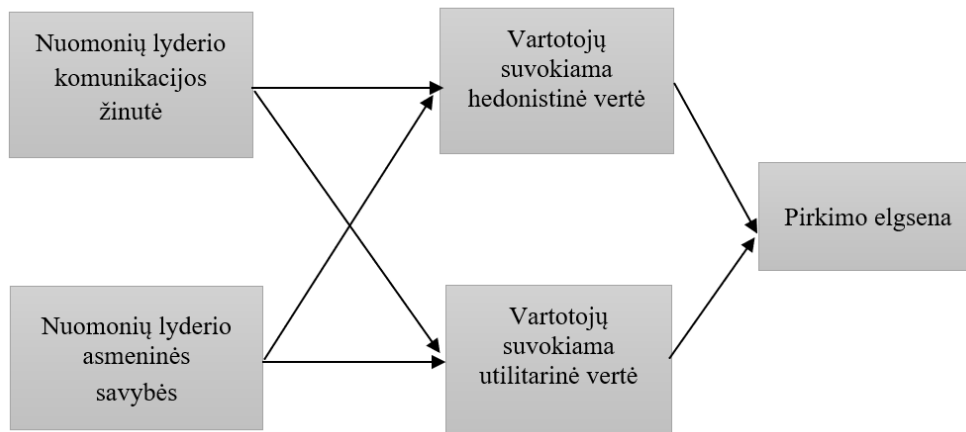 Nuomonių lyderio
komunikacijos
žinutė
Vartotojų
suvokiama
hedonistinė vertė
Pirkimo elgsena
Nuomonių lyderio
asmeninės
savybės
Vartotojų
suvokiama
utilitarinė vertė